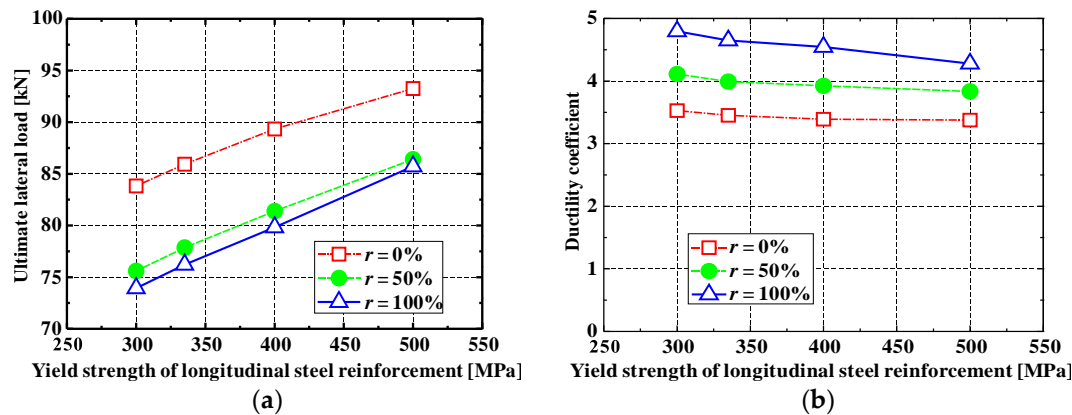 100
95
90
85
80
75
70
Ultimate lateral load [kN]
r = 0%
r = 50%
r = 100%
250 300 350 400 450 500 550
Yield strength of longitudinal steel reinforcement [MPa]
(a)
5
4
3
2
1
0
Ductility coefficient
r = 0%
r = 50%
r = 100%
250 300 350 400 450 500 550
Yield strength of longitudinal steel reinforcement [MPa]
(b)